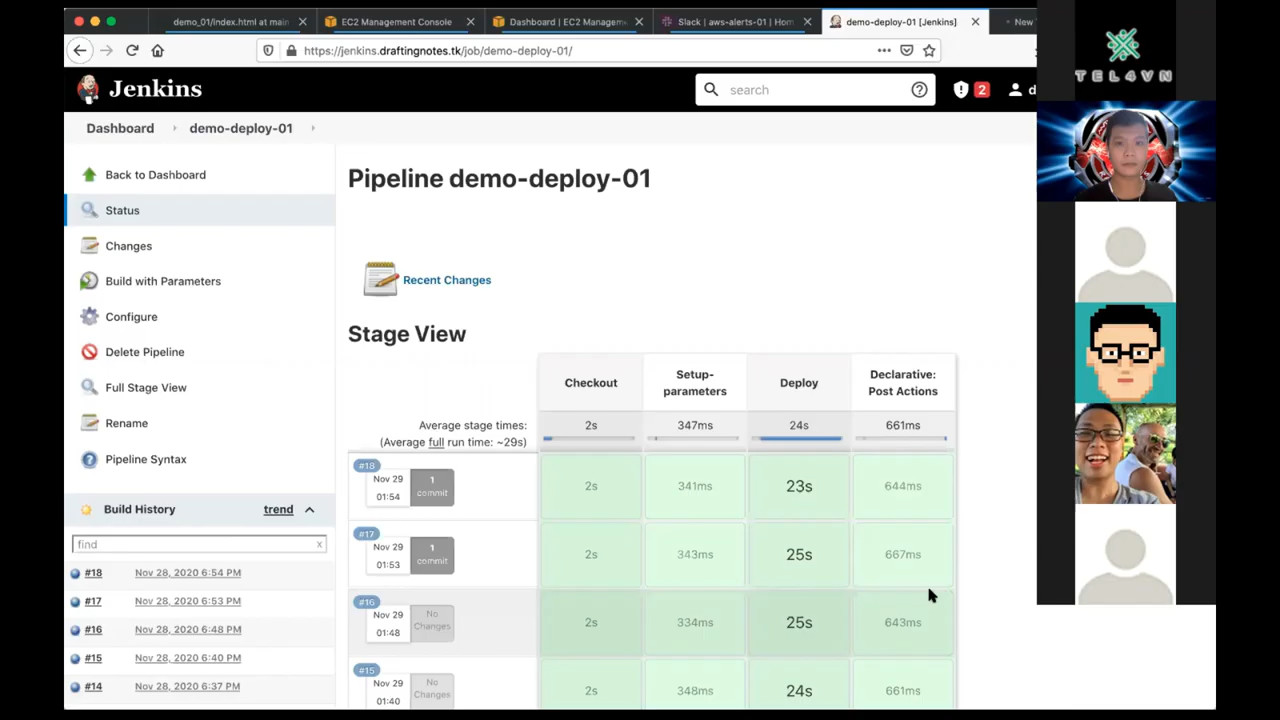 demo_01/index.html at main
EC2 Management Console
Dashboard | EC2 Managem
Slack | aws-alerts-01 | Hom
demo-deploy-01 [Jenkins]
New
https://jenkins.draftingnotes.tk/job/demo-deploy-01/
TEL4VN
Jenkins
search
2
d
Dashboard
demo-deploy-01
Back to Dashboard
Status
Changes
Build with Parameters
Configure
Delete Pipeline
Full Stage View
Rename
Pipeline Syntax
Build History
trend
find
x
#18 Nov 28, 2020 6:54 PM
#17 Nov 28, 2020 6:53 PM
#16 Nov 28, 2020 6:48 PM
#15 Nov 28, 2020 6:40 PM
#14 Nov 28, 2020 6:37 PM
Pipeline demo-deploy-01
Recent Changes
Stage View
Checkout
Setup-
parameters
Deploy
Declarative:
Post Actions
Average stage times:
(Average full run time: ~29s)
2s 347ms 24s 661ms
#18
Nov 29
01:54
1
commit
2s 341ms 23s 644ms
#17
Nov 29
01:53
1
commit
2s 343ms 25s 667ms
#16
Nov 29
01:48
No
Changes
2s 334ms 25s 643ms
#15
Nov 29
01:40
No
Changes
2s 348ms 24s 661ms